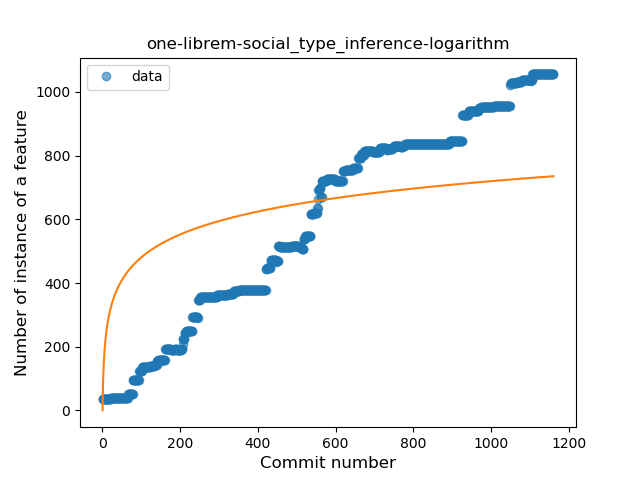 one-librem-social_type_inference-logarithm
data
Number of instance of a feature
1000
800
600
400
200
0
0 200 400 600 800 1000 1200
Commit number